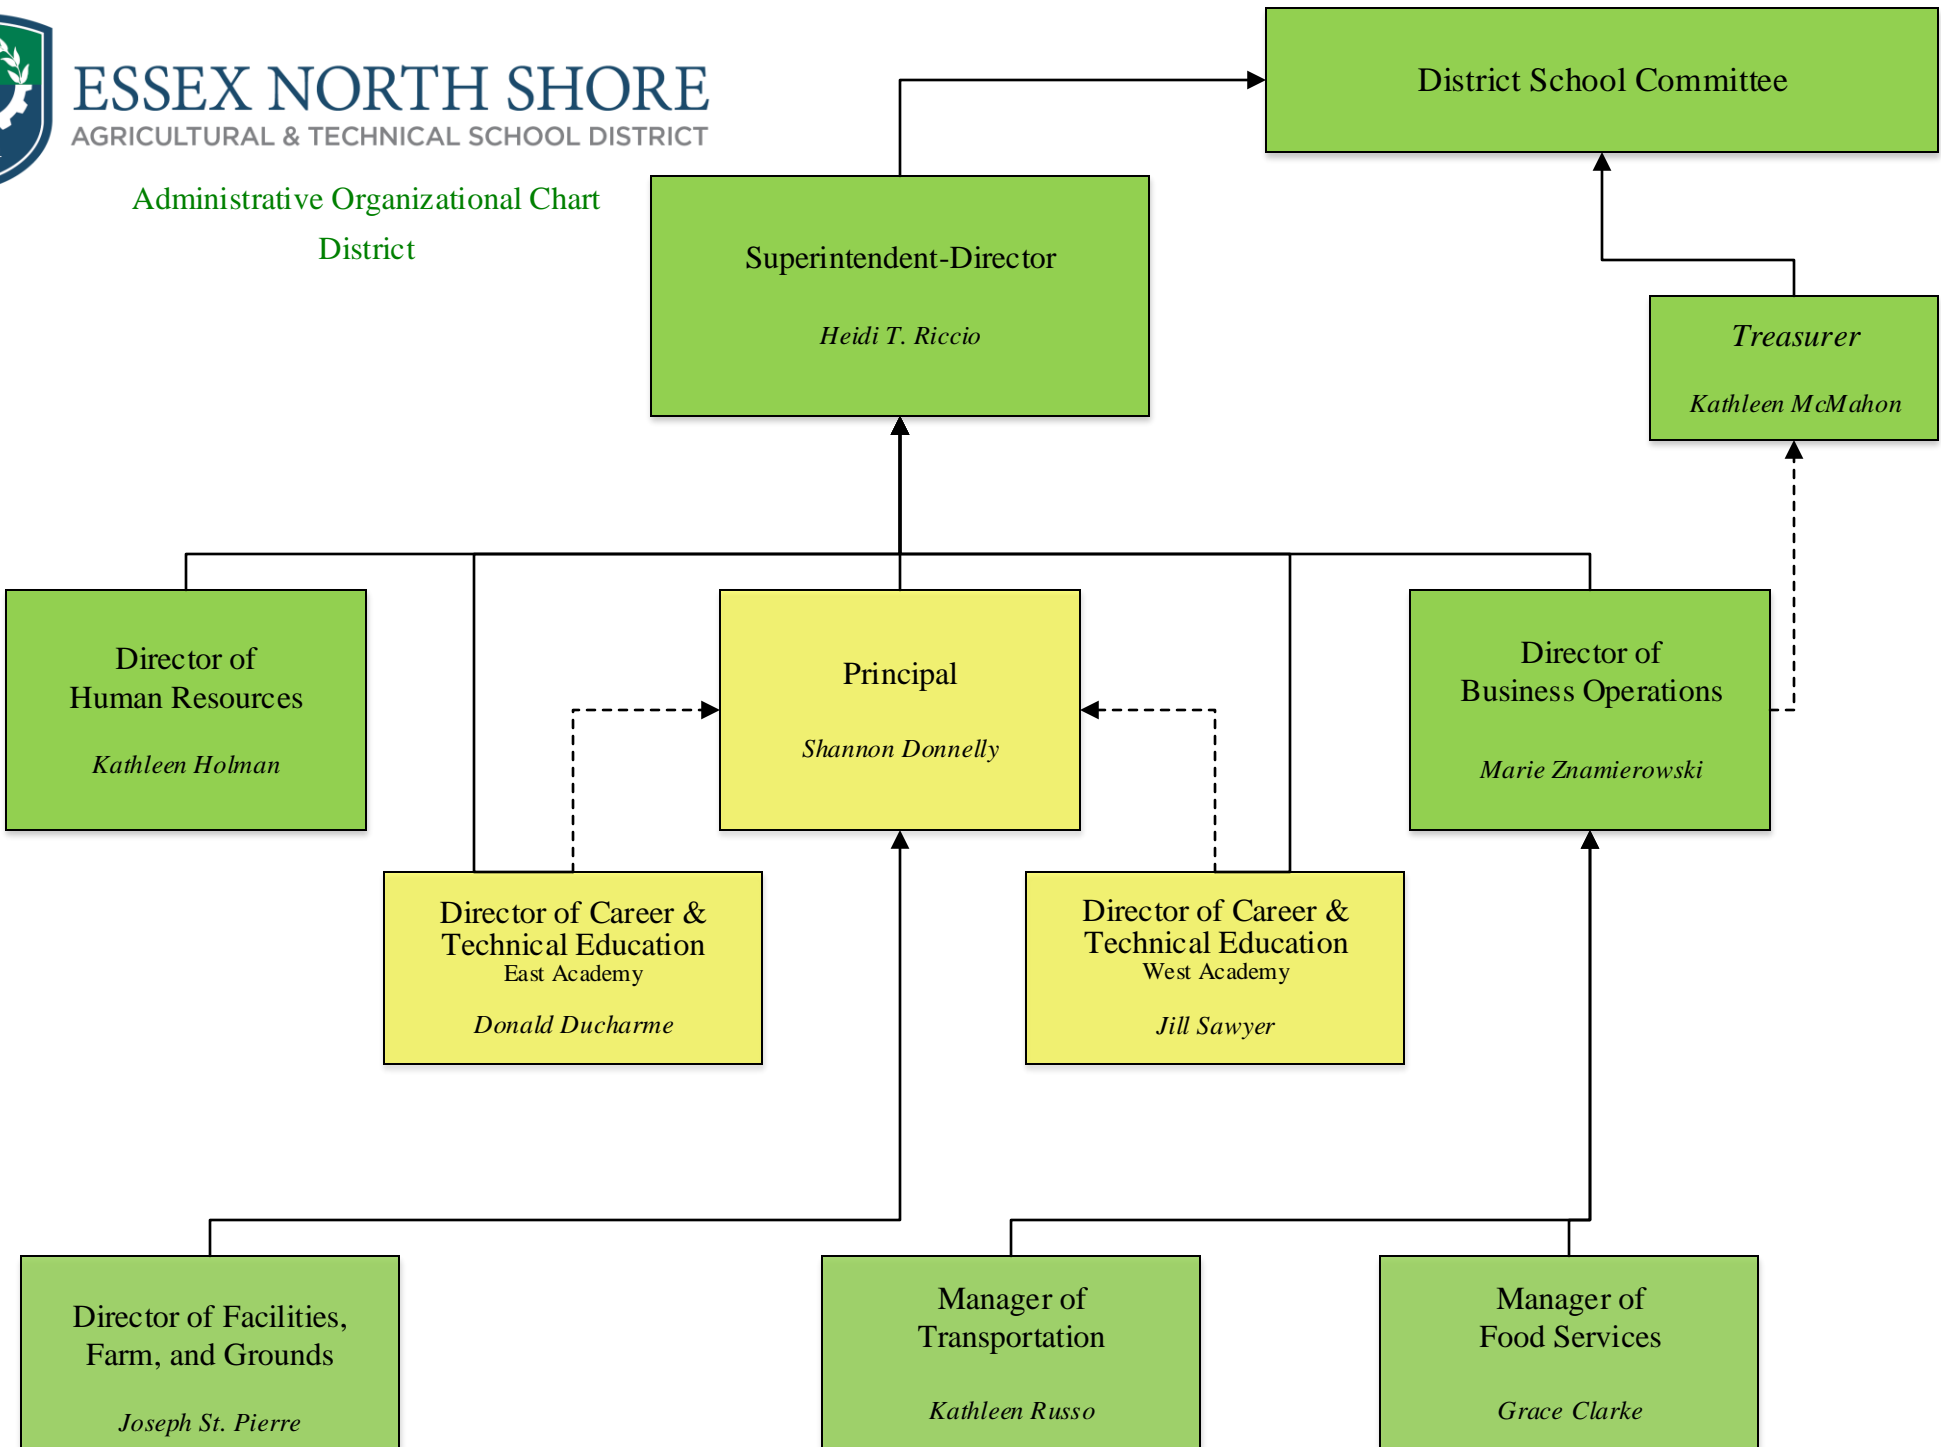 ESSEX NORTH SHORE
AGRICULTURAL & TECHNICAL SCHOOL DISTRICT
Administrative Organizational Chart
District
District School Committee
Superintendent-Director
Heidi T. Riccio
Treasurer
Kathleen McMahon
Director of
Human Resources
Kathleen Holman
Principal
Shannon Donnelly
Director of
Business Operations
Marie Znamierowski
Director of Career &
Technical Education
East Academy
Donald Ducharme
Director of Career &
Technical Education
West Academy
Jill Sawyer
Director of Facilities,
Farm, and Grounds
Joseph St. Pierre
Manager of
Transportation
Kathleen Russo
Manager of
Food Services
Grace Clarke